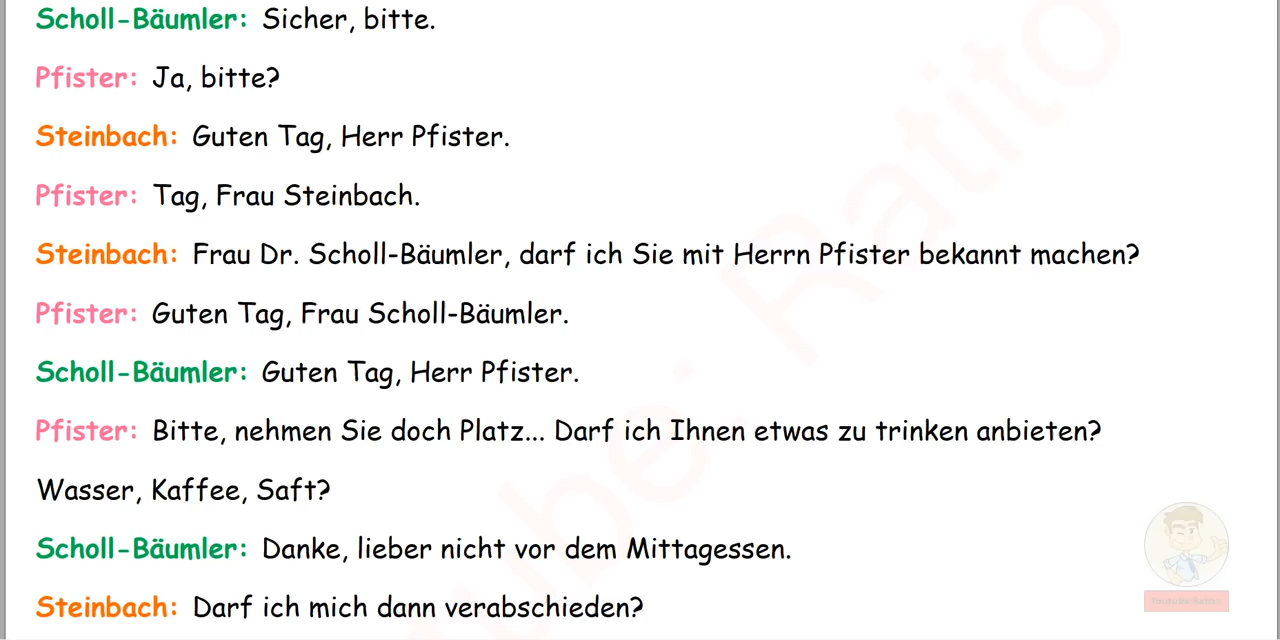 Scholl-Bäumler: Sicher, bitte.
Pfister: Ja, bitte?
Steinbach: Guten Tag, Herr Pfister.
Pfister: Tag, Frau Steinbach.
Steinbach: Frau Dr. Scholl-Bäumler, darf ich Sie mit Herrn Pfister bekannt machen?
Pfister: Guten Tag, Frau Scholl-Bäumler.
Scholl-Bäumler: Guten Tag, Herr Pfister.
Pfister: Bitte, nehmen Sie doch Platz... Darf ich Ihnen etwas zu trinken anbieten?
Wasser, Kaffee, Saft?
Scholl-Bäumler: Danke, lieber nicht vor dem Mittagessen.
Steinbach: Darf ich mich dann verabschieden?
tube: Ratito